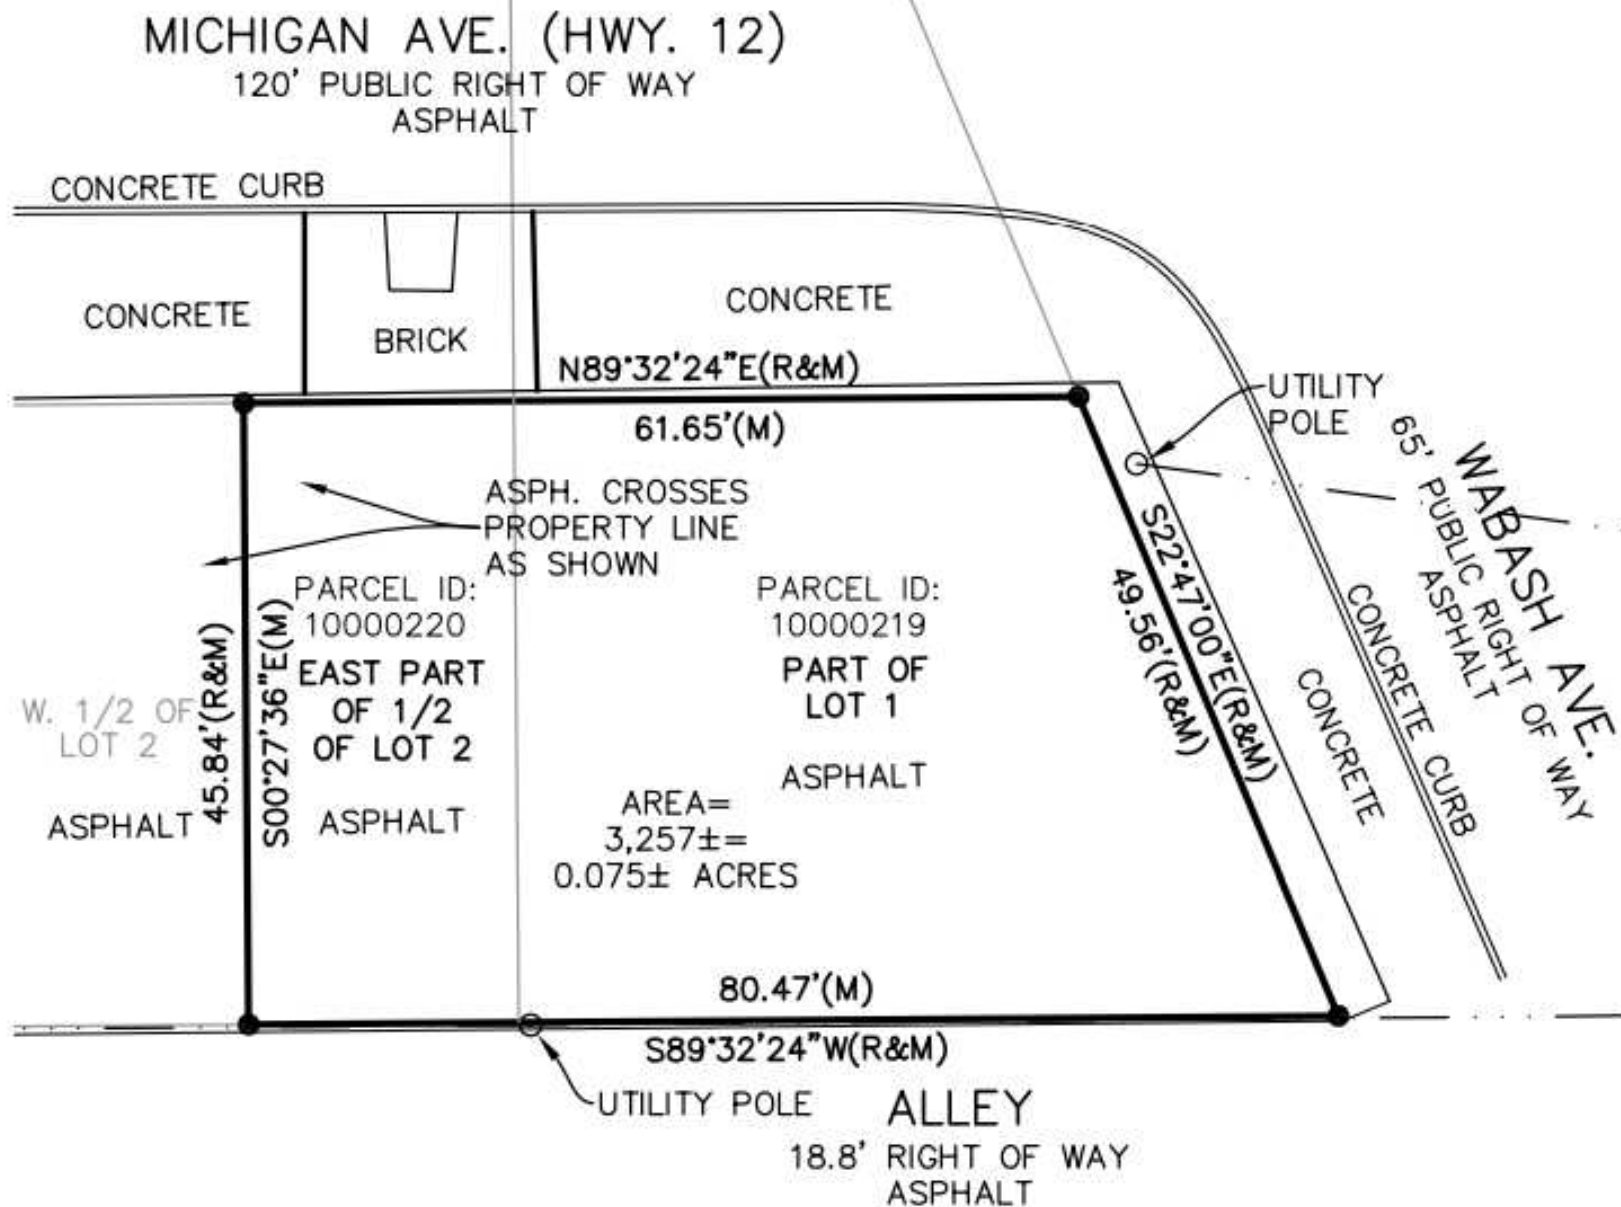 MICHIGAN AVE. (HWY. 12)
120' PUBLIC RIGHT OF WAY
ASPHALT
CONCRETE CURB
CONCRETE
BRICK
CONCRETE
N89°32'24"E(R&M)
61.65'(M)
UTILITY
POLE
WABASH AVE.
65' PUBLIC RIGHT OF WAY
ASPHALT
ASPH. CROSSES
PROPERTY LINE
AS SHOWN
S22°47'00"E(R&M)
49.56'(R&M)
CONCRETE CURB
CONCRETE
PARCEL ID:
10000220
EAST PART
OF 1/2
OF LOT 2
ASPHALT
PARCEL ID:
10000219
PART OF
LOT 1
ASPHALT
45.84'(R&M)
S00°27'36"E(M)
W. 1/2 OF
LOT 2
ASPHALT
AREA=
3,257±=
0.075± ACRES
80.47'(M)
S89°32'24"W(R&M)
UTILITY POLE
ALLEY
18.8' RIGHT OF WAY
ASPHALT